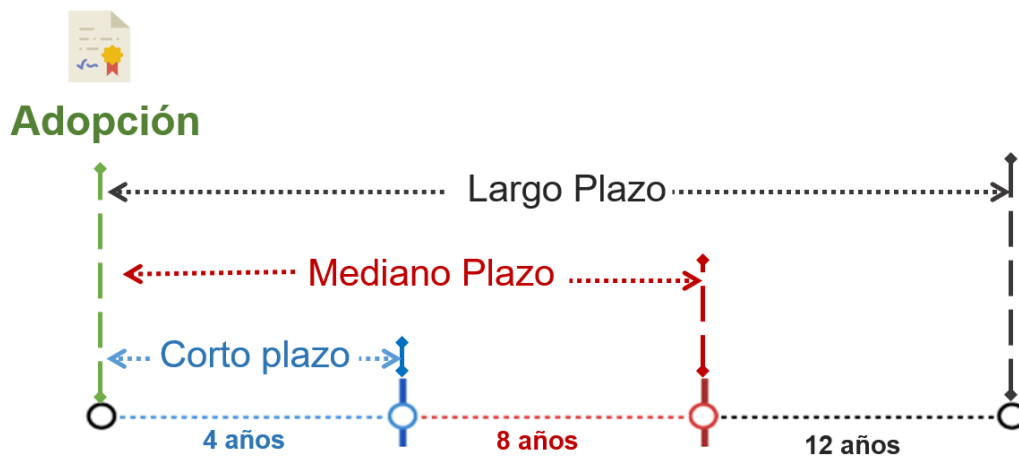 Adopción
Largo Plazo
Mediano Plazo
Corto plazo
4 años
8 años
12 años